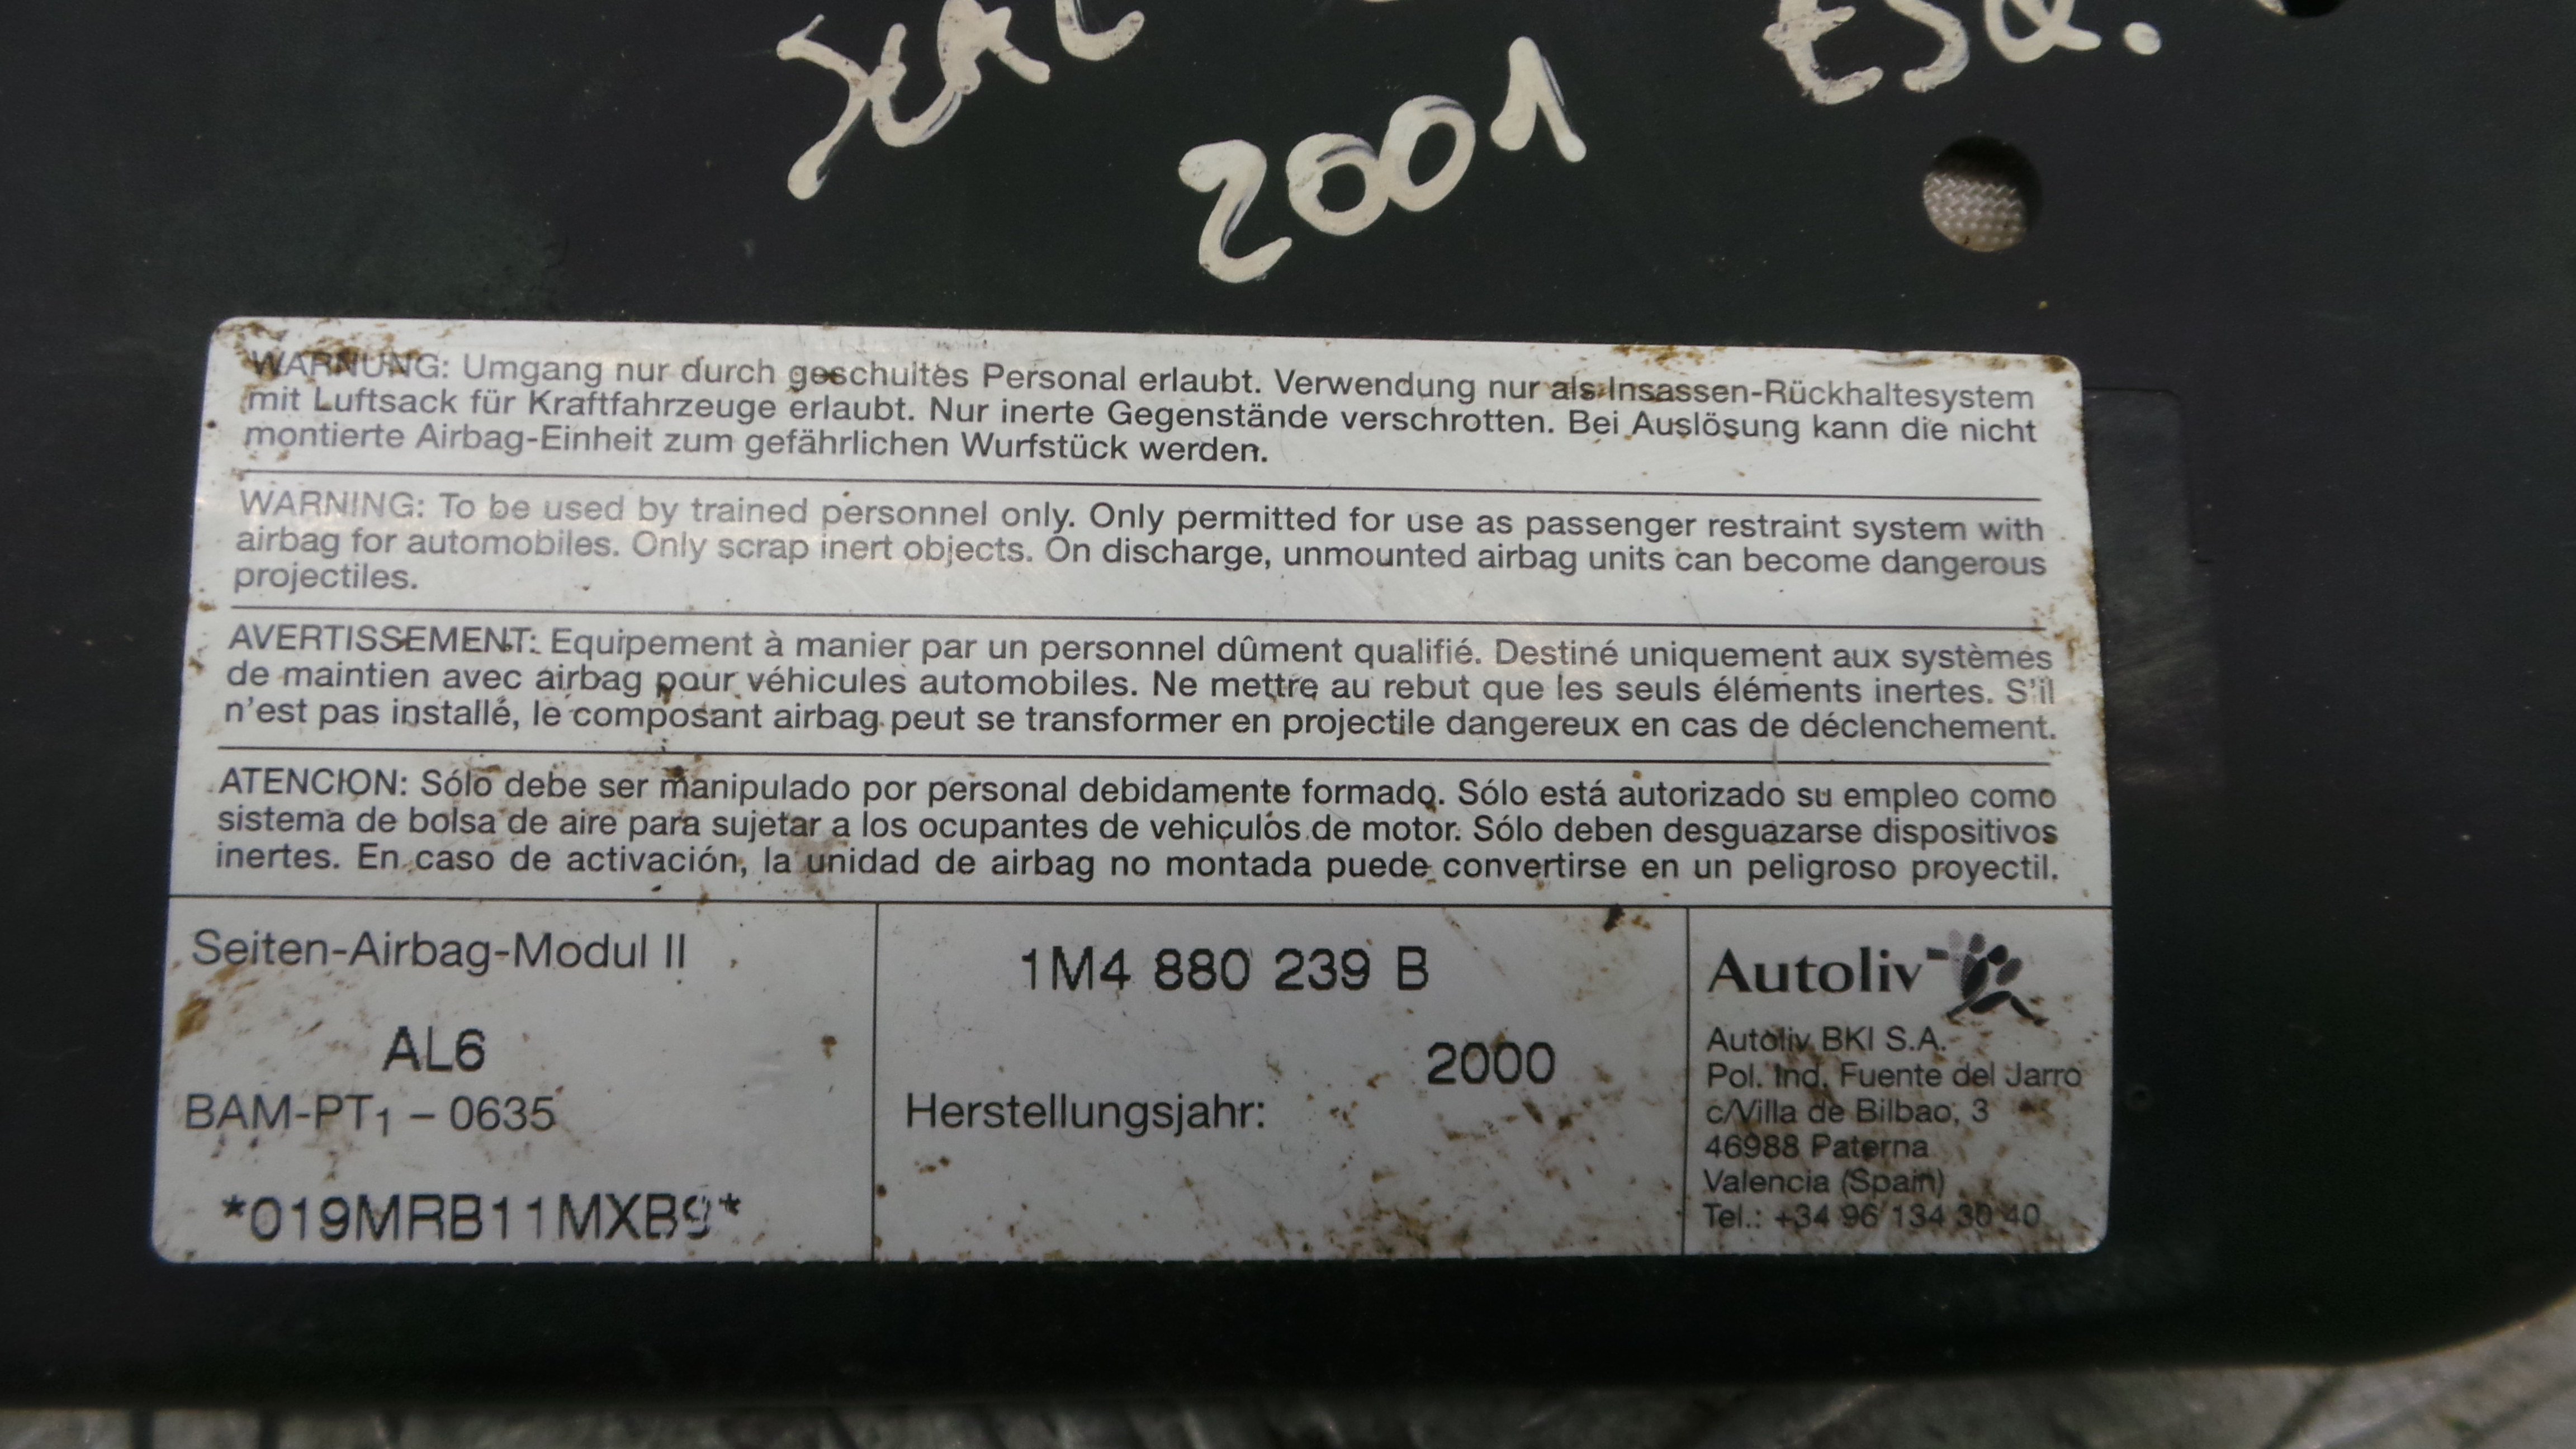 Seat
ESQ.
2001
WARNUNG: Umgang nur durch geschultes Personal erlaubt. Verwendung nur als Insassen-Rückhaltesystem
mit Luftsack für Kraftfahrzeuge erlaubt. Nur inerte Gegenstände verschrotten. Bei Auslösung kann die nicht
montierte Airbag-Einheit zum gefährlichen Wurfstück werden.
WARNING: To be used by trained personnel only. Only permitted for use as passenger restraint system with
airbag for automobiles. Only scrap inert objects. On discharge, unmounted airbag units can become dangerous
projectiles.
AVERTISSEMENT: Equipement à manier par un personnel dûment qualifié. Destiné uniquement aux systèmes
de maintien avec airbag pour véhicules automobiles. Ne mettre au rebut que les seuls éléments inertes. S'il
n'est pas installé, le composant airbag peut se transformer en projectile dangereux en cas de déclenchement.
ATENCION: Sólo debe ser manipulado por personal debidamente formado. Sólo está autorizado su empleo como
sistema de bolsa de aire para sujetar a los ocupantes de vehiculos de motor. Sólo deben desguazarse dispositivos
inertes. En caso de activación, la unidad de airbag no montada puede convertirse en un peligroso proyectil.
Seiten-Airbag-Modul II
AL6
BAM-PT1 – 0635
*019MRB11MXB9*
1M4 880 239 B
2000
Herstellungsjahr:
Autoliv
Autoliv BKI S.A.
Pol. Ind. Fuente del Jarro
c/Villa de Bilbao, 3
46988 Paterna
Valencia (Spain)
Tel.: +34 96 134 30 40